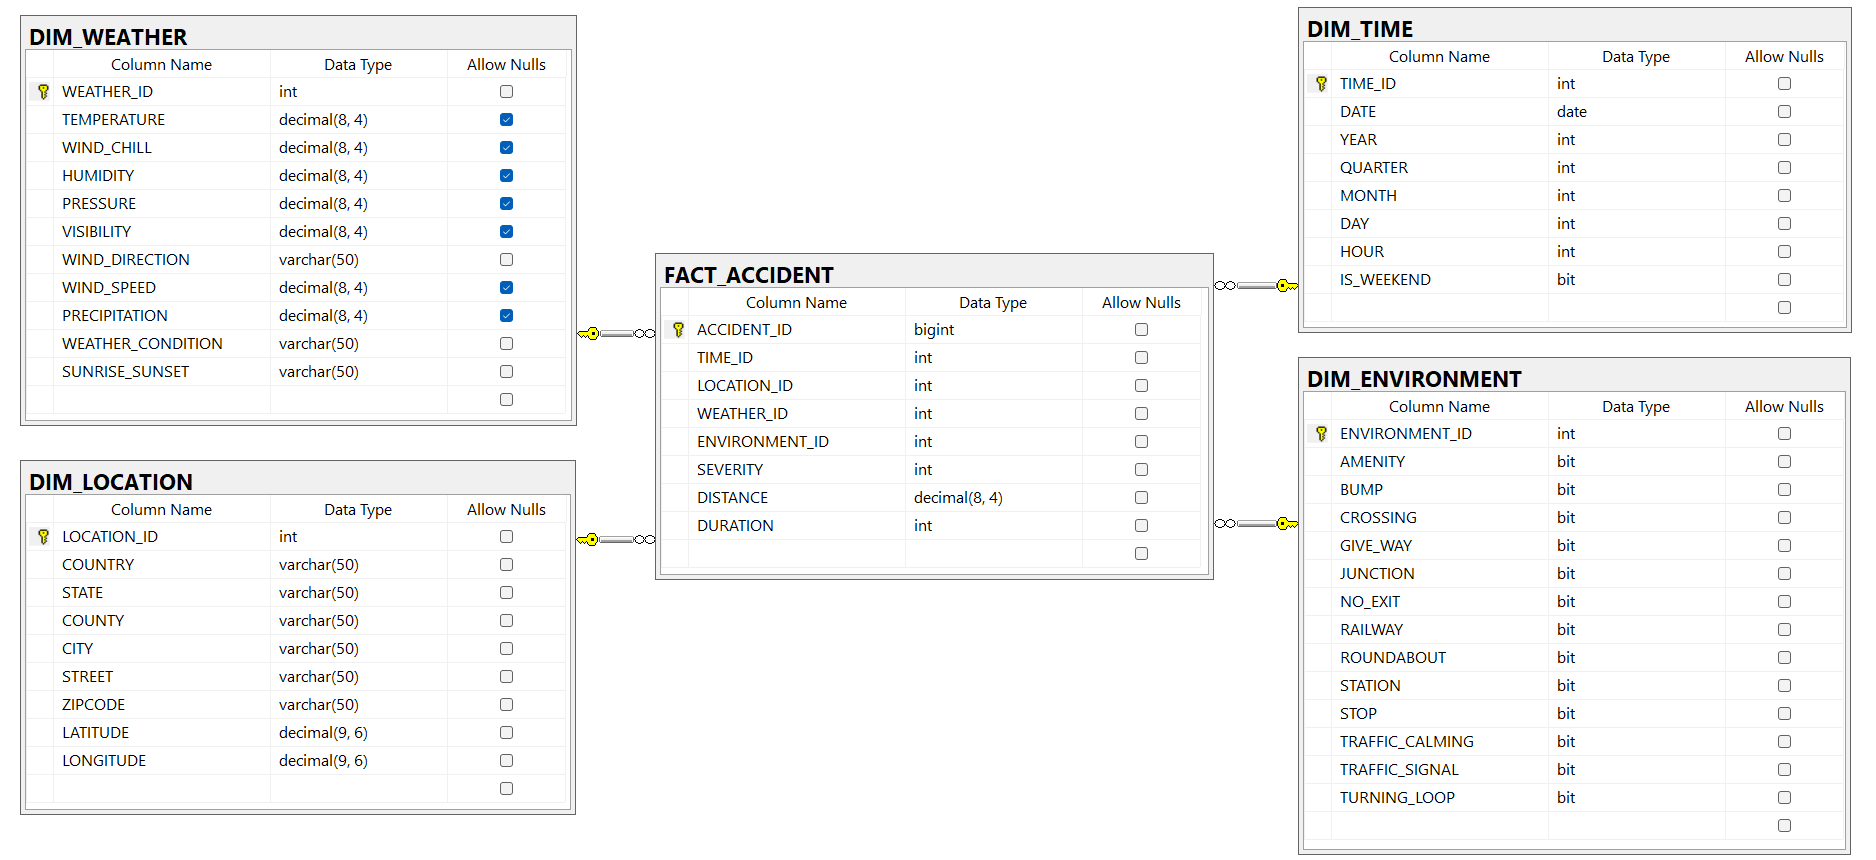 DIM_WEATHER
Column Name Data Type Allow Nulls
WEATHER_ID int
TEMPERATURE decimal(8, 4)
WIND_CHILL decimal(8, 4)
HUMIDITY decimal(8, 4)
PRESSURE decimal(8, 4)
VISIBILITY decimal(8, 4)
WIND_DIRECTION varchar(50)
WIND_SPEED decimal(8, 4)
PRECIPITATION decimal(8, 4)
WEATHER_CONDITION varchar(50)
SUNRISE_SUNSET varchar(50)
DIM_LOCATION
Column Name Data Type Allow Nulls
LOCATION_ID int
COUNTRY varchar(50)
STATE varchar(50)
COUNTY varchar(50)
CITY varchar(50)
STREET varchar(50)
ZIPCODE varchar(50)
LATITUDE decimal(9, 6)
LONGITUDE decimal(9, 6)
FACT_ACCIDENT
Column Name Data Type Allow Nulls
ACCIDENT_ID bigint
TIME_ID int
LOCATION_ID int
WEATHER_ID int
ENVIRONMENT_ID int
SEVERITY int
DISTANCE decimal(8, 4)
DURATION int
DIM_TIME
Column Name Data Type Allow Nulls
TIME_ID int
DATE date
YEAR int
QUARTER int
MONTH int
DAY int
HOUR int
IS_WEEKEND bit
DIM_ENVIRONMENT
Column Name Data Type Allow Nulls
ENVIRONMENT_ID int
AMENITY bit
BUMP bit
CROSSING bit
GIVE_WAY bit
JUNCTION bit
NO_EXIT bit
RAILWAY bit
ROUNDABOUT bit
STATION bit
STOP bit
TRAFFIC_CALMING bit
TRAFFIC_SIGNAL bit
TURNING_LOOP bit